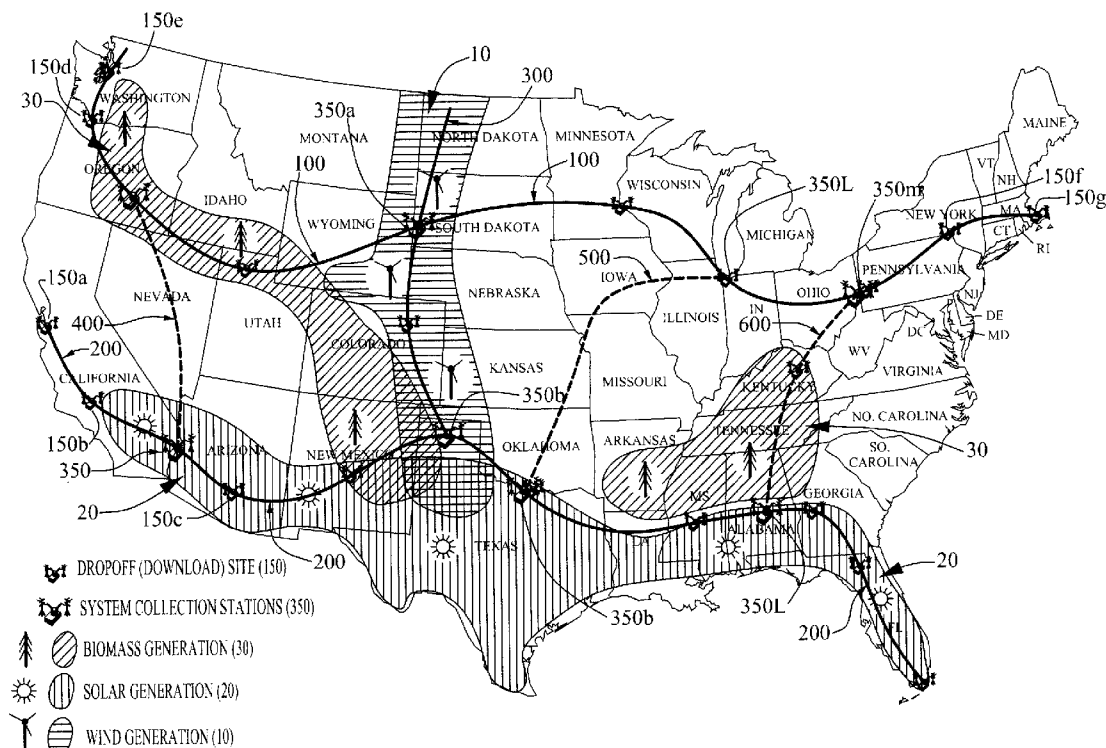 150e
10
150d
300
WASHINGTON
30
350a
MONTANA
NORTH DAKOTA
MINNESOTA
MAINE
100
100
VT
OREGON
NH
150f
WISCONSIN
350L
350m
IDAHO
WYOMING
SOUTH DAKOTA
NEW YORK
MA
150g
MICHIGAN
CT
RI
500
150a
IOWA
PENNSYLVANIA
NEVADA
NEBRASKA
OHIO
NJ
UTAH
ILLINOIS
IN
DE
400
COLORADO
600
DC
MD
200
WV
KANSAS
CALIFORNIA
MISSOURI
KENTUCKY
VIRGINIA
350b
NO. CAROLINA
150b
ARKANSAS
TENNESSEE
350
ARIZONA
NEW MEXICO
OKLAHOMA
30
SO.
CAROLINA
20
150c
MS
GEORGIA
LA
ALABAMA
200
TEXAS
20
DROPOFF (DOWNLOAD) SITE (150)
350b
350L
200
FL
SYSTEM COLLECTION STATIONS (350)
BIOMASS GENERATION (30)
SOLAR GENERATION (20)
WIND GENERATION (10)